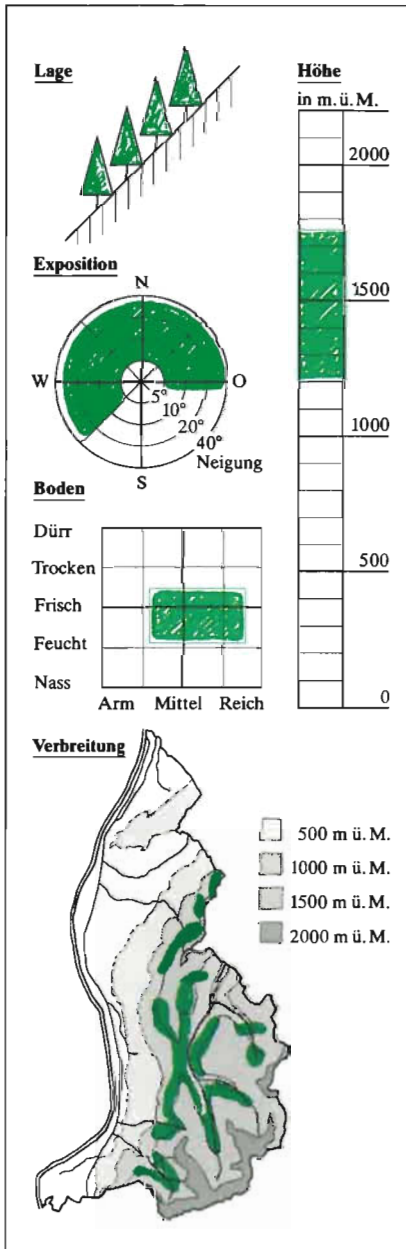 Lage
Exposition
N
W
O
5°
10°
20°
40°
Neigung
S
Boden
Dürr
Trocken
Frisch
Feucht
Nass
Arm Mittel Reich
Höhe
in m. ü. M.
2000
1500
1000
500
0
Verbreitung
500 m ü. M.
1000 m ü. M.
1500 m ü. M.
2000 m ü. M.